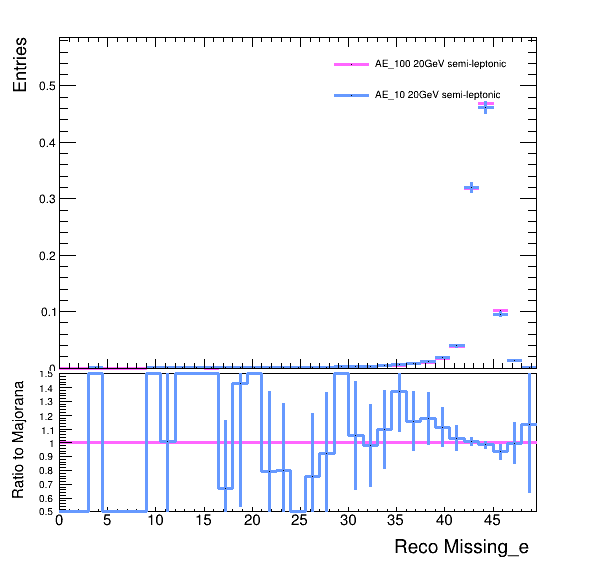 Entries
0.5
0.4
0.3
0.2
0.1
0
AE_100 20GeV semi-leptonic
AE_10 20GeV semi-leptonic
Ratio to Majorana
1.5
1.4
1.3
1.2
1.1
1
0.9
0.8
0.7
0.6
0.5
0 5 10 15 20 25 30 35 40 45
Reco Missing_e